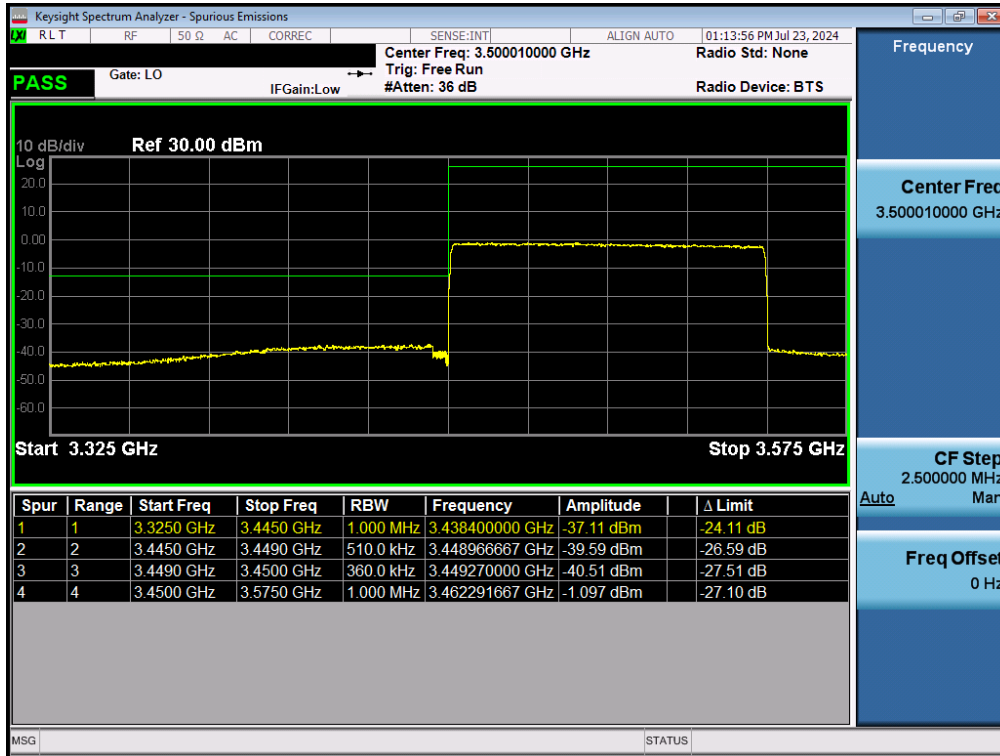 Keysight Spectrum Analyzer - Spurious Emissions
LXI RLT RF 50 Ω AC CORREC SENSE:INT ALIGN AUTO 01:13:56 PM Jul 23, 2024
Center Freq: 3.500010000 GHz Radio Std: None
Gate: LO Trig: Free Run
PASS IFGain:Low #Atten: 36 dB Radio Device: BTS
10 dB/div Ref 30.00 dBm
Log
20.0
10.0
0.00
-10.0
-20.0
-30.0
-40.0
-50.0
-60.0
Start 3.325 GHz Stop 3.575 GHz
Spur Range Start Freq Stop Freq RBW Frequency Amplitude Δ Limit
1 1 3.3250 GHz 3.4450 GHz 1.000 MHz 3.438400000 GHz -37.11 dBm -24.11 dB
2 2 3.4450 GHz 3.4490 GHz 510.0 kHz 3.448966667 GHz -39.59 dBm -26.59 dB
3 3 3.4490 GHz 3.4500 GHz 360.0 kHz 3.449270000 GHz -40.51 dBm -27.51 dB
4 4 3.4500 GHz 3.5750 GHz 1.000 MHz 3.462291667 GHz -1.097 dBm -27.10 dB
MSG STATUS
Frequency
Center Freq
3.500010000 GHz
CF Step
2.500000 MHz
Auto Man
Freq Offset
0 Hz